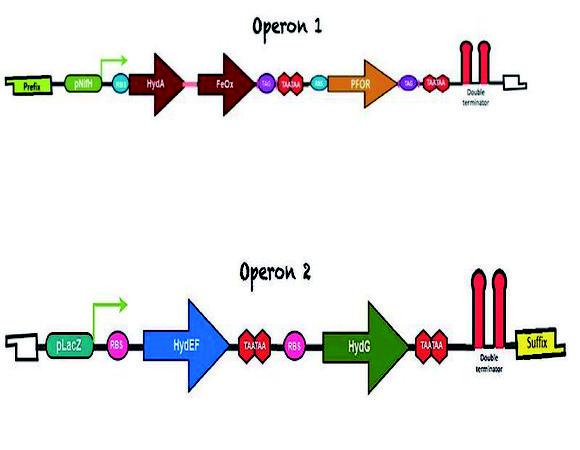 Operon 1
Prefix
pNifH
RBS
HydA
FeOx
TAG
TAATAA
RBS
PFOR
TAG
TAATAA
Double
terminator
Operon 2
pLacZ
RBS
HydEF
TAATAA
RBS
HydG
TAATAA
Double
terminator
Suffix